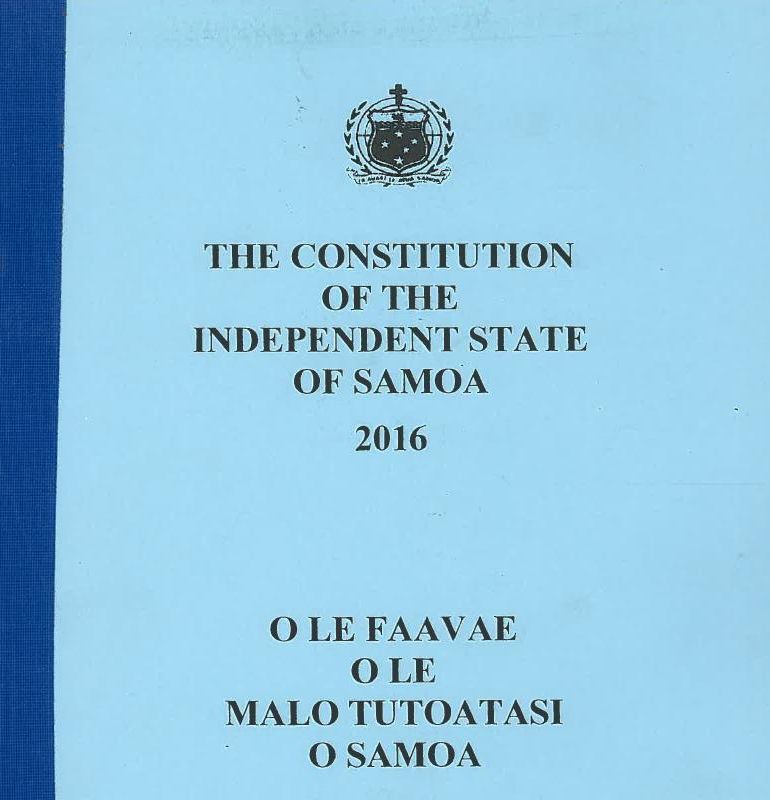 THE CONSTITUTION
OF THE
INDEPENDENT STATE
OF SAMOA
2016
O LE FAAVAE
O LE
MALO TUTOATASI
O SAMOA